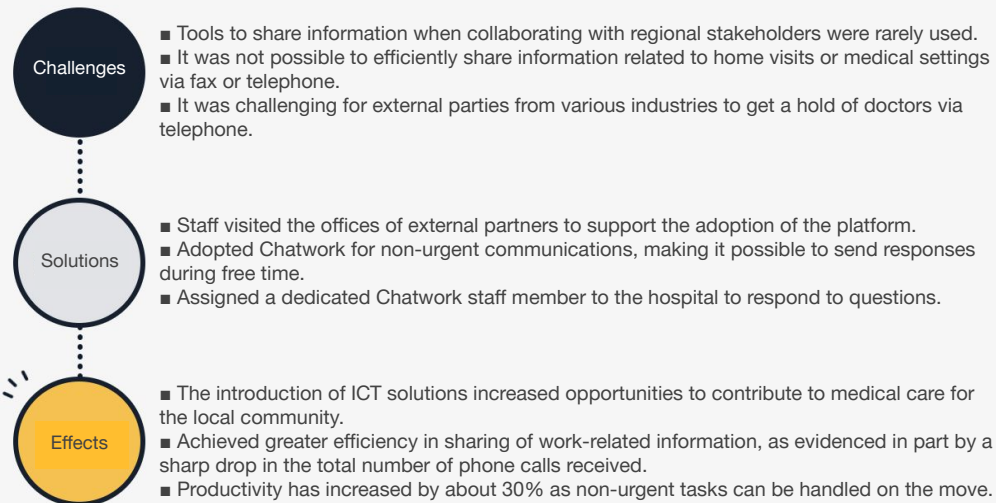 Challenges
■ Tools to share information when collaborating with regional stakeholders were rarely used.
■ It was not possible to efficiently share information related to home visits or medical settings
via fax or telephone.
■ It was challenging for external parties from various industries to get a hold of doctors via
telephone.
Solutions
■ Staff visited the offices of external partners to support the adoption of the platform.
■ Adopted Chatwork for non-urgent communications, making it possible to send responses
during free time.
■ Assigned a dedicated Chatwork staff member to the hospital to respond to questions.
Effects
■ The introduction of ICT solutions increased opportunities to contribute to medical care for
the local community.
■ Achieved greater efficiency in sharing of work-related information, as evidenced in part by a
sharp drop in the total number of phone calls received.
■ Productivity has increased by about 30% as non-urgent tasks can be handled on the move.